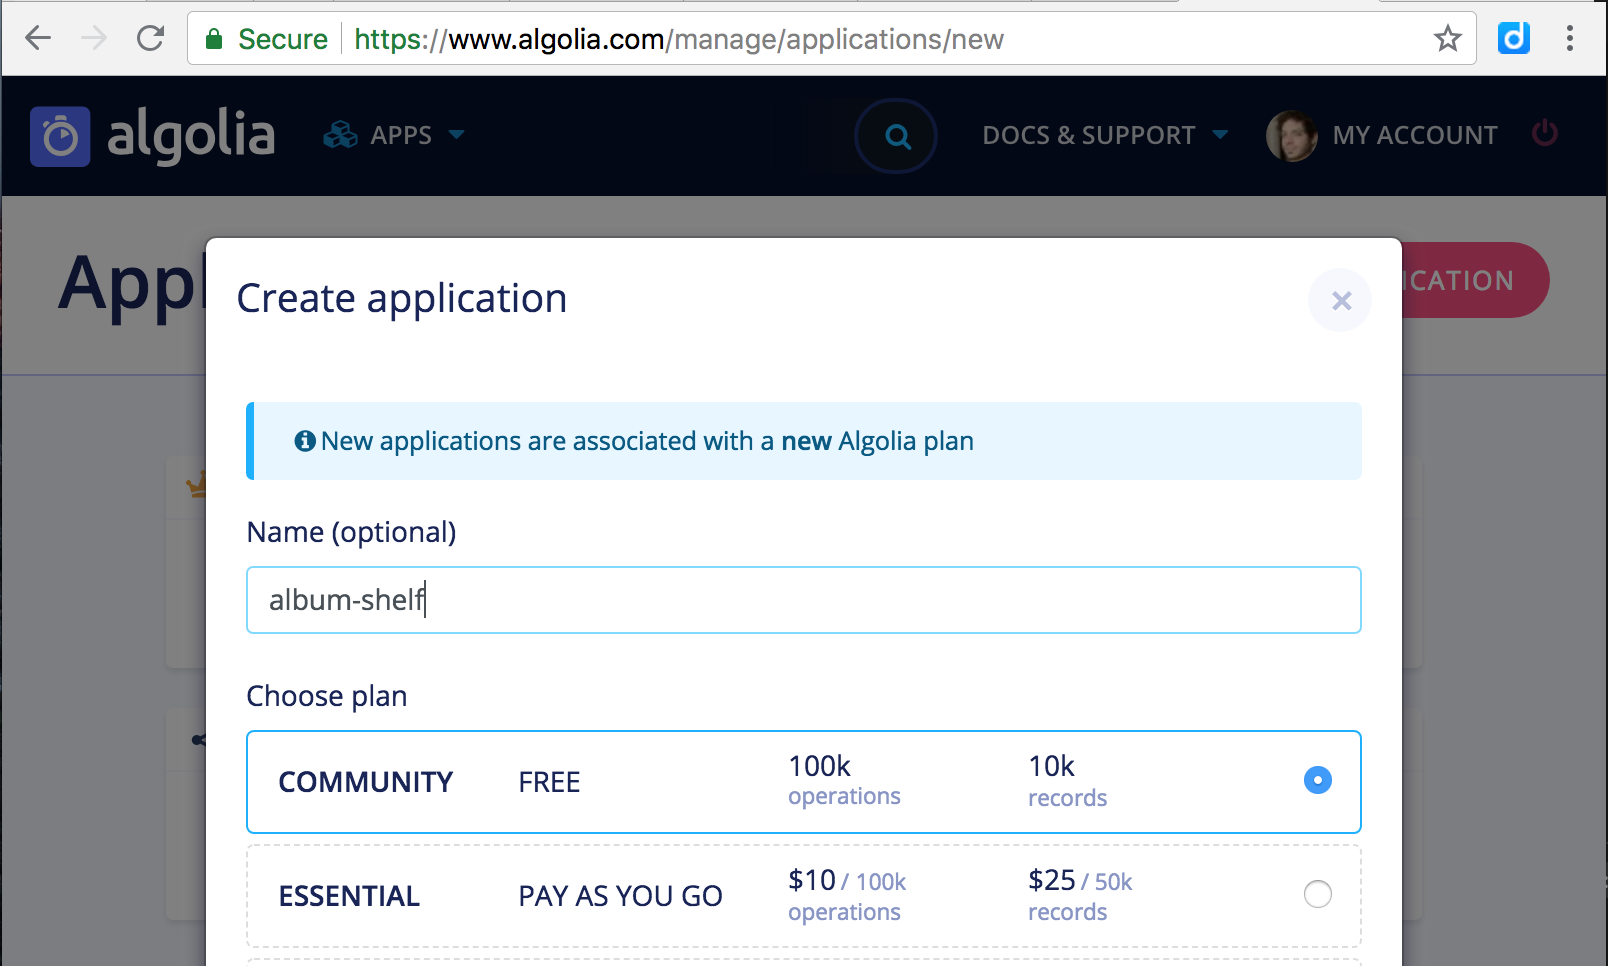 Secure https://www.algolia.com/manage/applications/new
algolia APPS DOCS & SUPPORT MY ACCOUNT
Appl
ICATION
Create application
New applications are associated with a new Algolia plan
Name (optional)
album-shelf
Choose plan
COMMUNITY FREE 100k operations 10k records
ESSENTIAL PAY AS YOU GO $10 / 100k operations $25 / 50k records